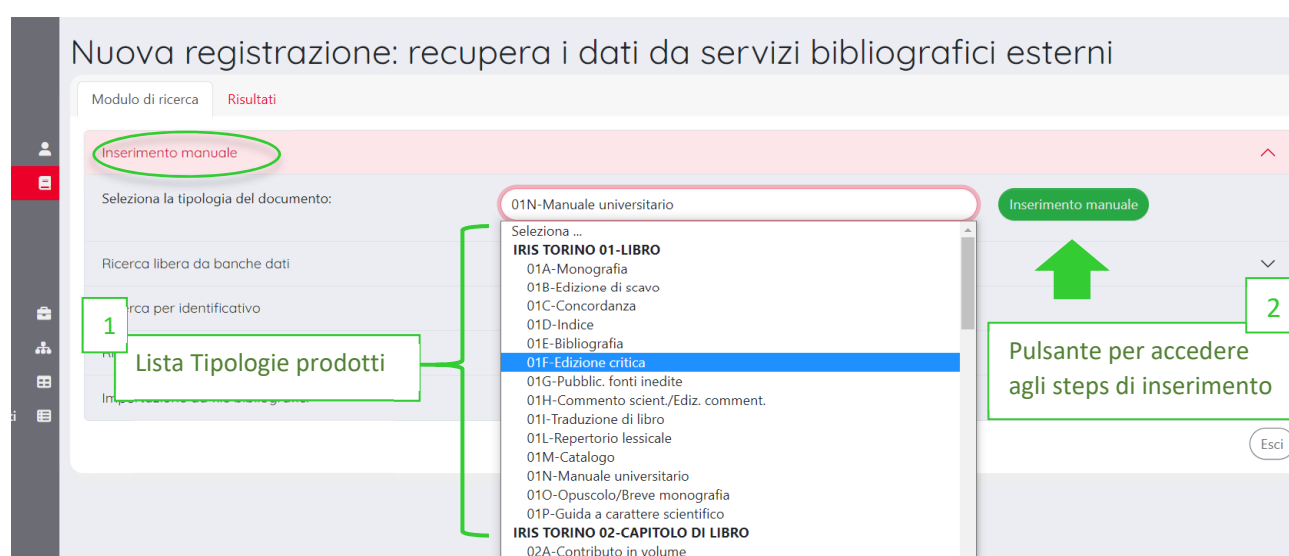 Nuova registrazione: recupera i dati da servizi bibliografici esterni
Modulo di ricerca
Risultati
Inserimento manuale
Seleziona la tipologia del documento:
01N-Manuale universitario
Inserimento manuale
Seleziona ...
IRIS TORINO 01-LIBRO
01A-Monografia
01B-Edizione di scavo
01C-Concordanza
01D-Indice
01E-Bibliografia
01F-Edizione critica
01G-Pubblic. fonti inedite
01H-Commento scient./Ediz. comment.
01I-Traduzione di libro
01L-Repertorio lessicale
01M-Catalogo
01N-Manuale universitario
01O-Opuscolo/Breve monografia
01P-Guida a carattere scientifico
IRIS TORINO 02-CAPITOLO DI LIBRO
02A-Contributo in volume
Ricerca libera da banche dati
rca per identificativo
1
Lista Tipologie prodotti
2
Pulsante per accedere
agli steps di inserimento
Esci